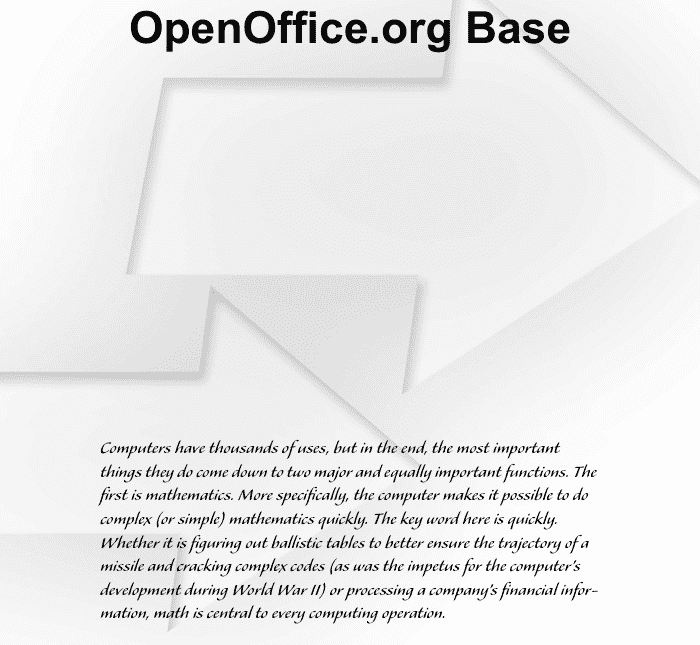 OpenOffice.org Base
Computers have thousands of uses, but in the end, the most important
things they do come down to two major and equally important functions. The
first is mathematics. More specifically, the computer makes it possible to do
complex (or simple) mathematics quickly. The key word here is quickly.
Whether it is figuring out ballistic tables to better ensure the trajectory of a
missile and cracking complex codes (as was the impetus for the computer's
development during World War II) or processing a company's financial infor-
mation, math is central to every computing operation.